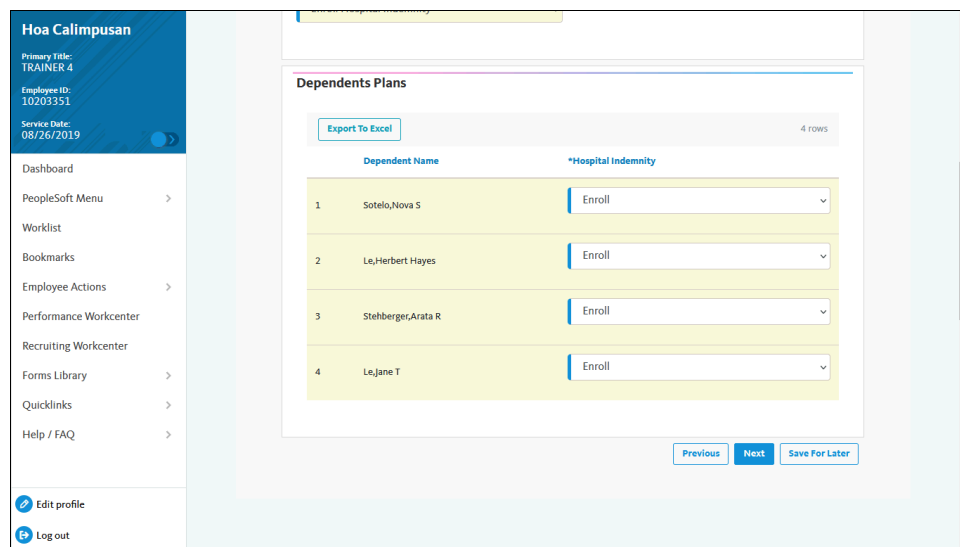 Hoa Calimpusan
Primary Title:
TRAINER 4
Employee ID:
10203351
Service Date:
08/26/2019
Dashboard
PeopleSoft Menu
Worklist
Bookmarks
Employee Actions
Performance Workcenter
Recruiting Workcenter
Forms Library
Quicklinks
Help / FAQ
Edit profile
Log out
Dependents Plans
Export To Excel
4 rows
Dependent Name *Hospital Indemnity
1 Sotelo,Nova S Enroll
2 Le,Herbert Hayes Enroll
3 Stehberger,Arata R Enroll
4 Le,Jane T Enroll
Previous Next Save For Later